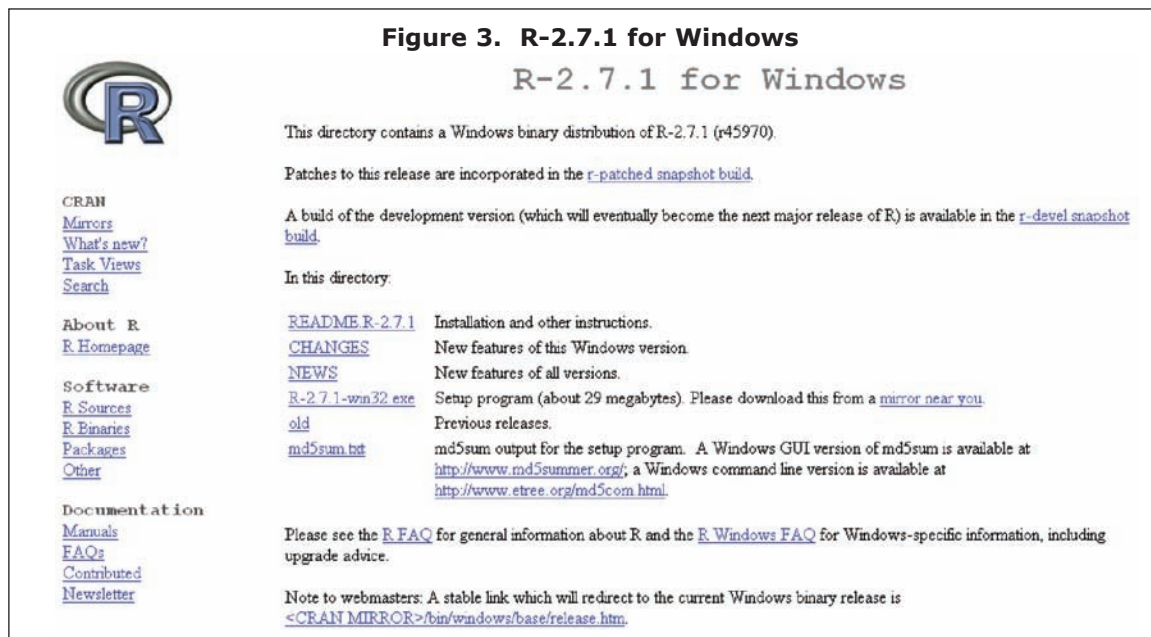 Figure 3. R-2.7.1 for Windows
R
R-2.7.1 for Windows
This directory contains a Windows binary distribution of R-2.7.1 (r45970).
Patches to this release are incorporated in the r-patched snapshot build.
A build of the development version (which will eventually become the next major release of R) is available in the r-devel snapshot
build.
In this directory:
CRAN
Mirrors
What's new?
Task Views
Search
About R
R Homepage
Software
R Sources
R Binaries
Packages
Other
Documentation
Manuals
FAQs
Contributed
Newsletter
README.R-2.7.1 Installation and other instructions.
CHANGES New features of this Windows version.
NEWS New features of all versions.
R-2.7.1-win32.exe Setup program (about 29 megabytes). Please download this from a mirror near you.
old Previous releases.
md5sum.txt md5sum output for the setup program. A Windows GUI version of md5sum is available at
http://www.md5summer.org/; a Windows command line version is available at
http://www.etree.org/md5com.html.
Please see the R FAQ for general information about R and the R Windows FAQ for Windows-specific information, including
upgrade advice.
Note to webmasters: A stable link which will redirect to the current Windows binary release is
<CRAN MIRROR>/bin/windows/base/release.htm.